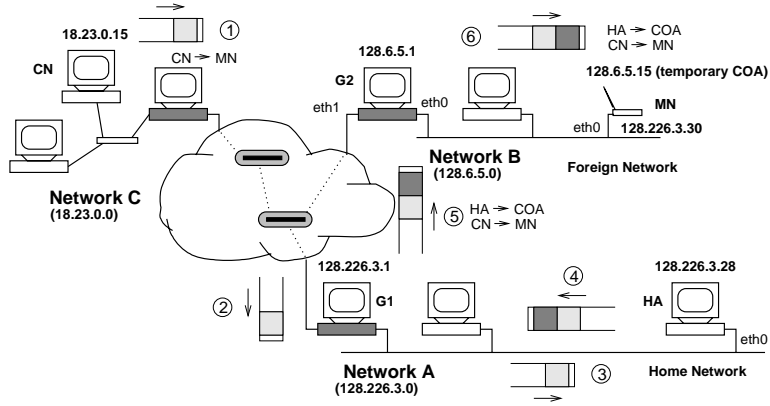 18.23.0.15
1
CN → MN
CN
128.6.5.1
G2
eth1
eth0
6
HA → COA
CN → MN
128.6.5.15 (temporary COA)
MN
eth0
128.226.3.30
Network B
(128.6.5.0)
Foreign Network
Network C
(18.23.0.0)
5
HA → COA
CN → MN
2
128.226.3.1
G1
4
128.226.3.28
HA
eth0
Network A
(128.226.3.0)
3
Home Network